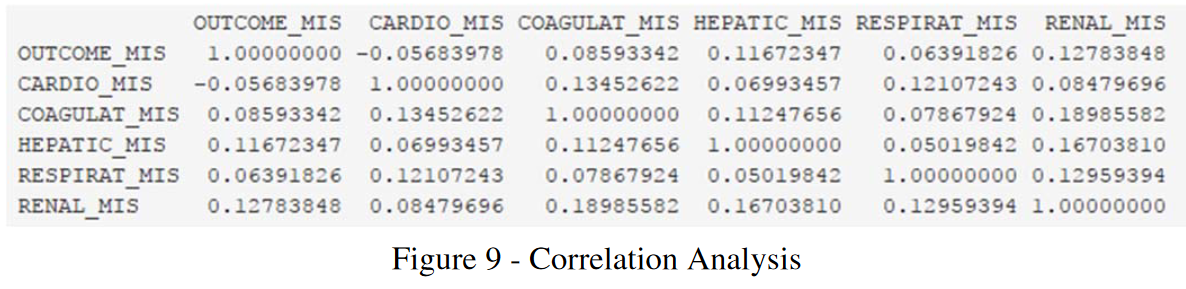 OUTCOME_MIS CARDIO_MIS COAGULAT_MIS HEPATIC_MIS RESPIRAT_MIS RENAL_MIS
OUTCOME_MIS 1.00000000 -0.05683978 0.08593342 0.11672347 0.06391826 0.12783848
CARDIO_MIS -0.05683978 1.00000000 0.13452622 0.06993457 0.12107243 0.08479696
COAGULAT_MIS 0.08593342 0.13452622 1.00000000 0.11247656 0.07867924 0.18985582
HEPATIC_MIS 0.11672347 0.06993457 0.11247656 1.00000000 0.05019842 0.16703810
RESPIRAT_MIS 0.06391826 0.12107243 0.07867924 0.05019842 1.00000000 0.12959394
RENAL_MIS 0.12783848 0.08479696 0.18985582 0.16703810 0.12959394 1.00000000
Figure 9 - Correlation Analysis